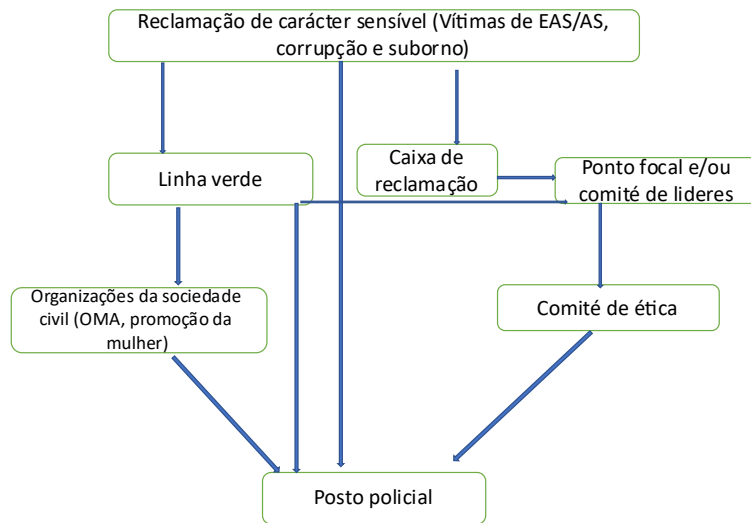 Reclamação de carácter sensível (Vítimas de EAS/AS,
corrupção e suborno)
Linha verde
Caixa de
reclamação
Ponto focal e/ou
comité de lideres
Organizações da sociedade
civil (OMA, promoção da
mulher)
Comité de ética
Posto policial